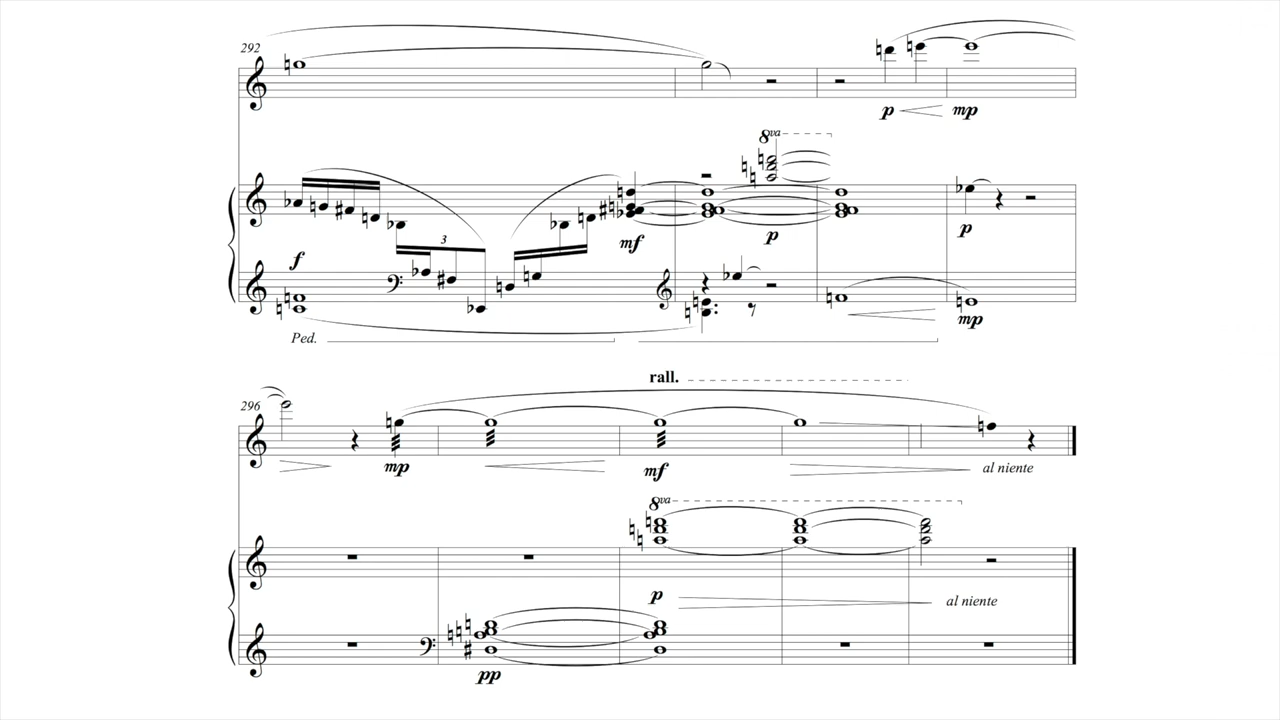 292
p mp
8va
3
f mf p p
mp
Ped.
rall.
296
mp mf al niente
8va
p al niente
pp